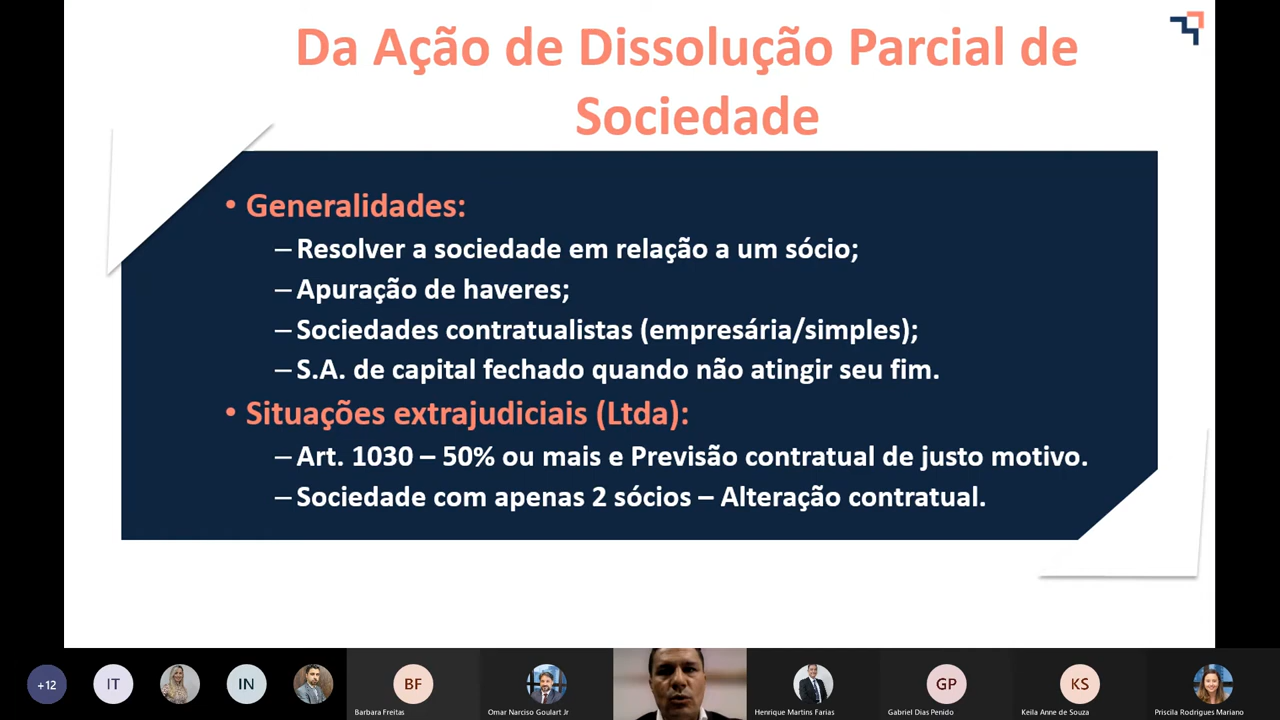 Da Ação de Dissolução Parcial de
Sociedade
• Generalidades:
– Resolver a sociedade em relação a um sócio;
– Apuração de haveres;
– Sociedades contratualistas (empresária/simples);
– S.A. de capital fechado quando não atingir seu fim.
• Situações extrajudiciais (Ltda):
– Art. 1030 – 50% ou mais e Previsão contratual de justo motivo.
– Sociedade com apenas 2 sócios – Alteração contratual.
+12
IT
IN
BF
GP
KS
Barbara Freitas
Omar Narciso Goulart Jr
Henrique Martins Farias
Gabriel Dias Penido
Keila Anne de Souza
Priscila Rodrigues Mariano